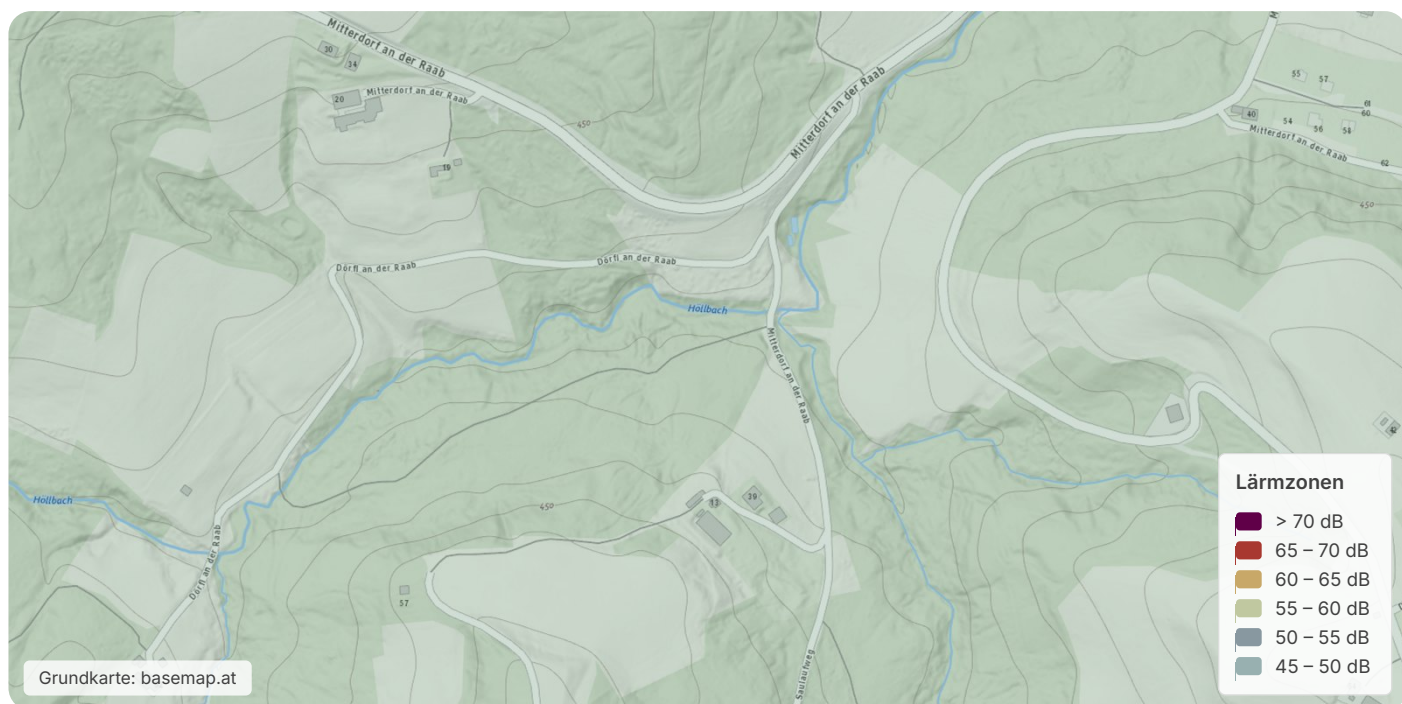 Mitterdorf an der Raab
30
34
20
Mitterdorf an der Raab
19
450
Mitterdorf an der Raab
55
57
61
60
40
54
56
58
Mitterdorf an der Raab
62
450
Dörfl an der Raab
Dörfl an der Raab
Hollbach
Mitterdorf an der Raab
42
Hollbach
450
13
39
Dörfl an der Raab
57
Saulaufweg
Lärmzonen
> 70 dB
65 – 70 dB
60 – 65 dB
55 – 60 dB
50 – 55 dB
45 – 50 dB
Grundkarte: basemap.at